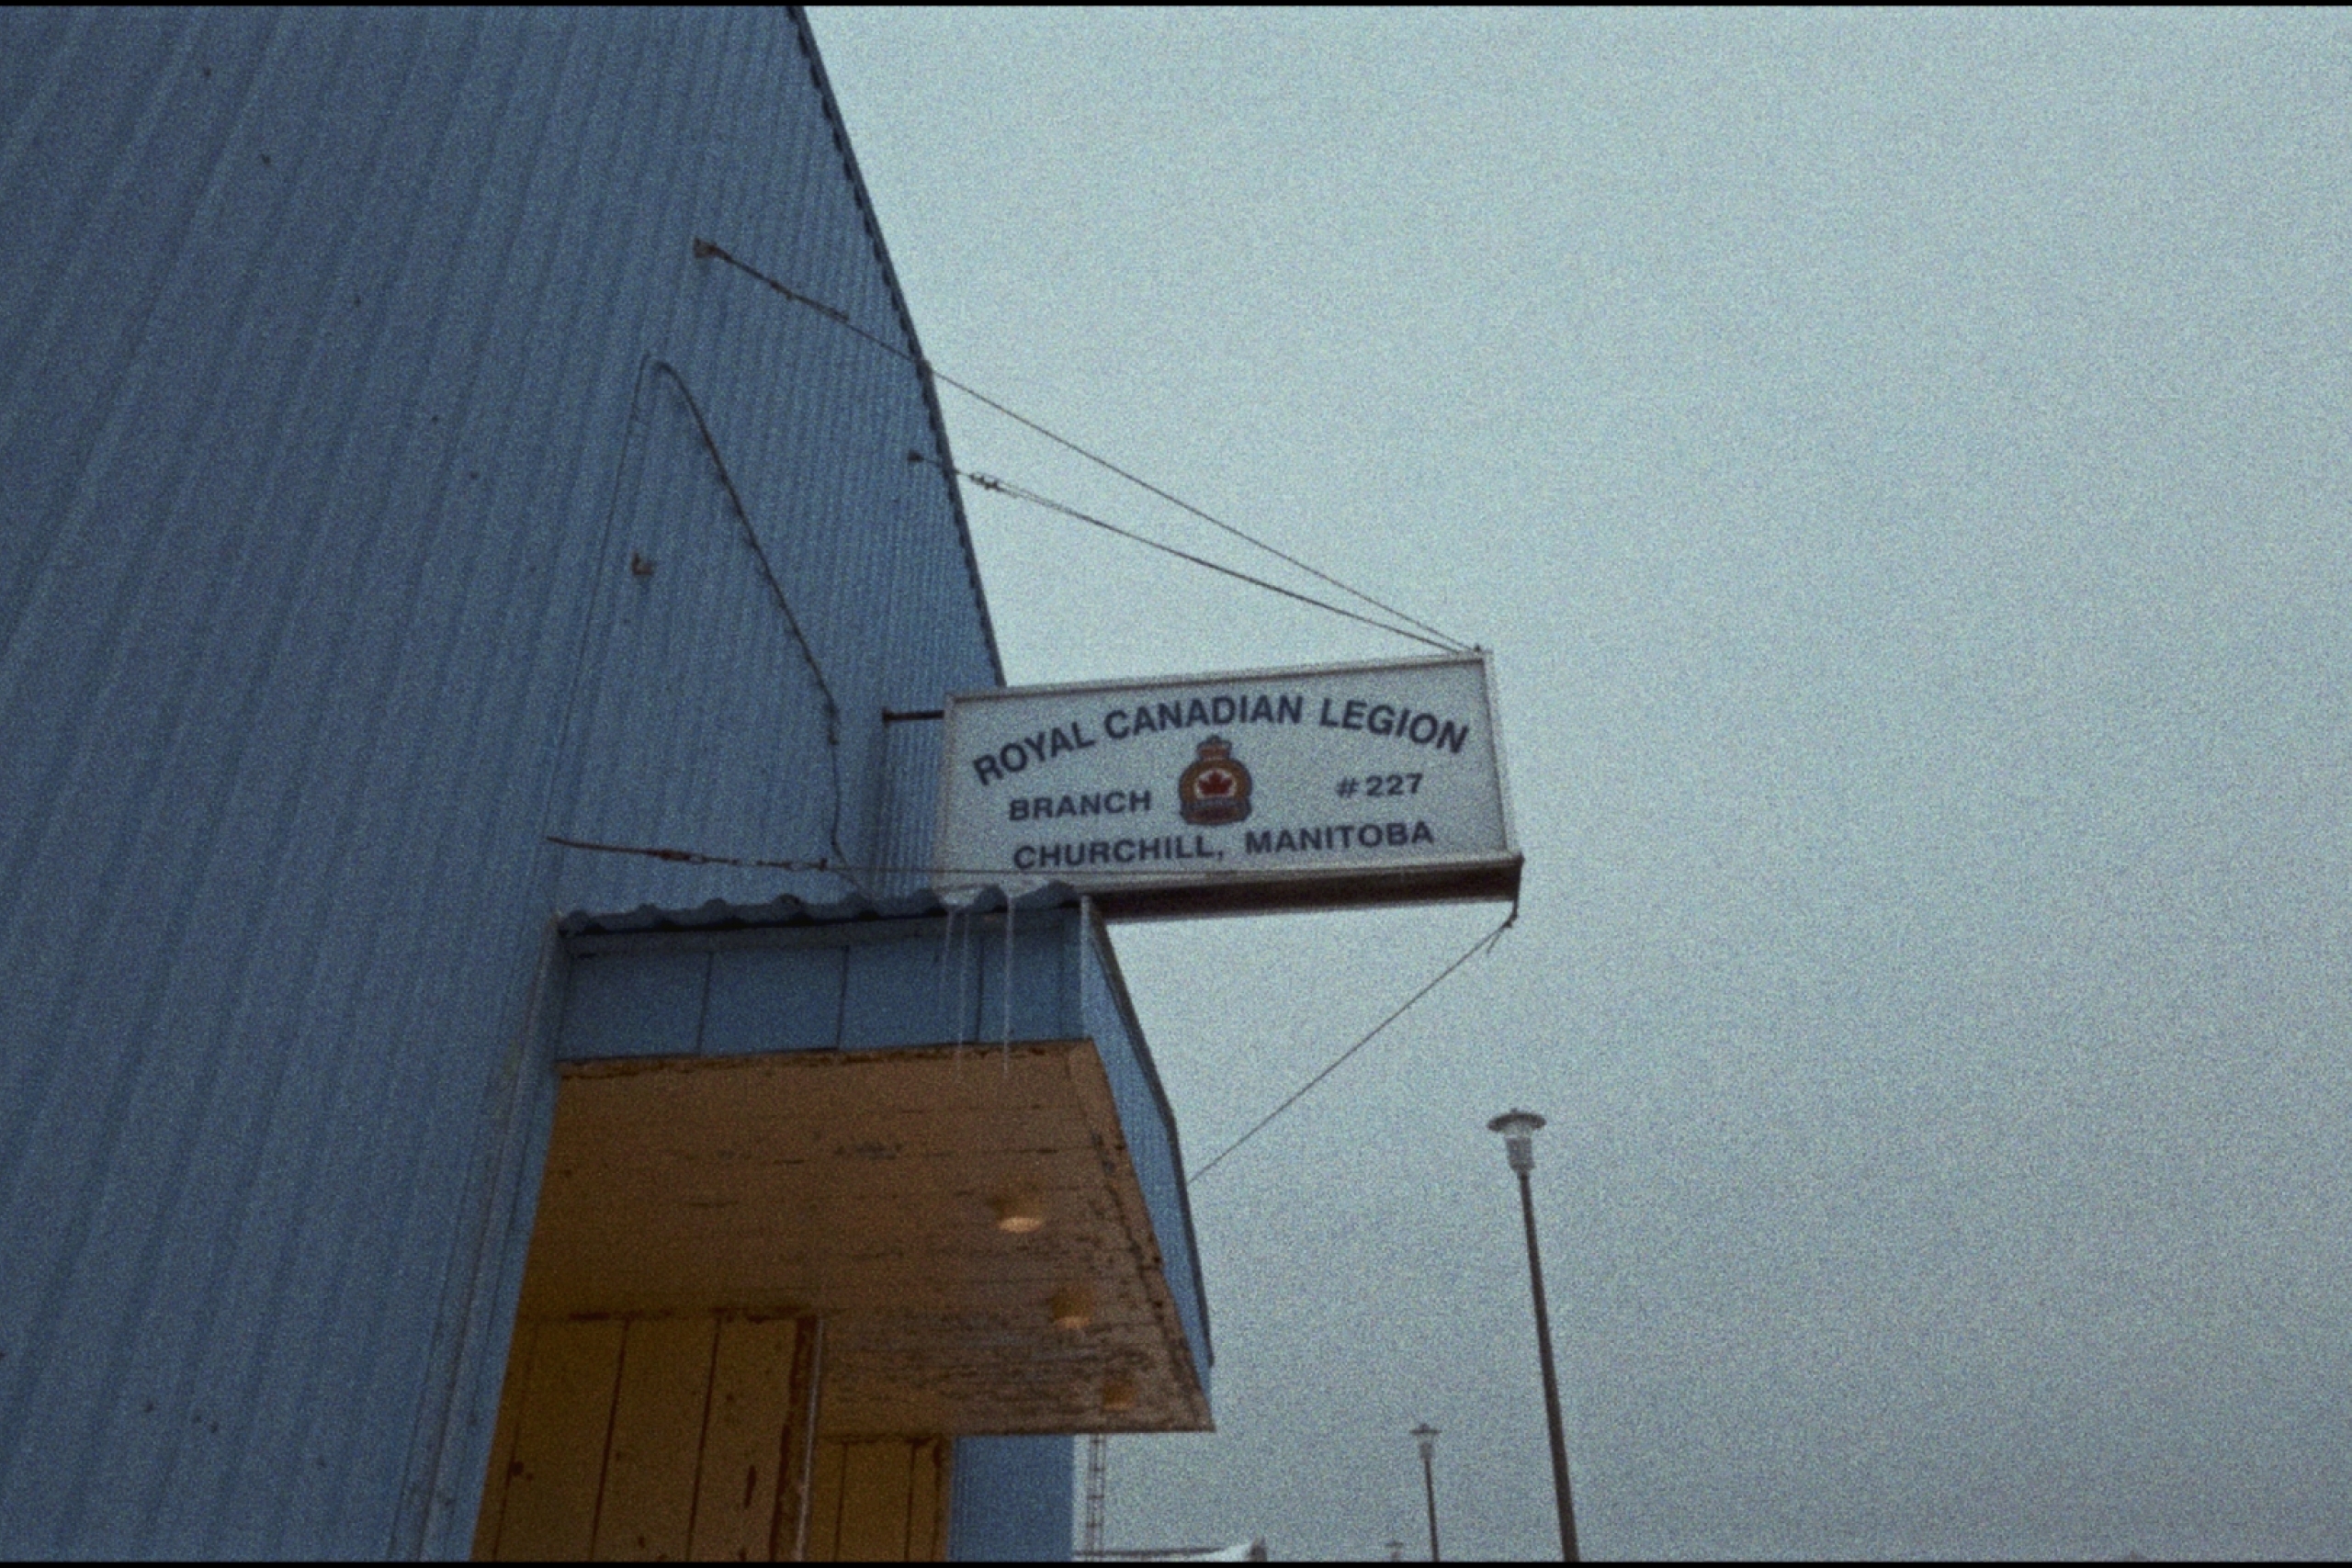 ROYAL CANADIAN LEGION
BRANCH #227
CHURCHILL, MANITOBA